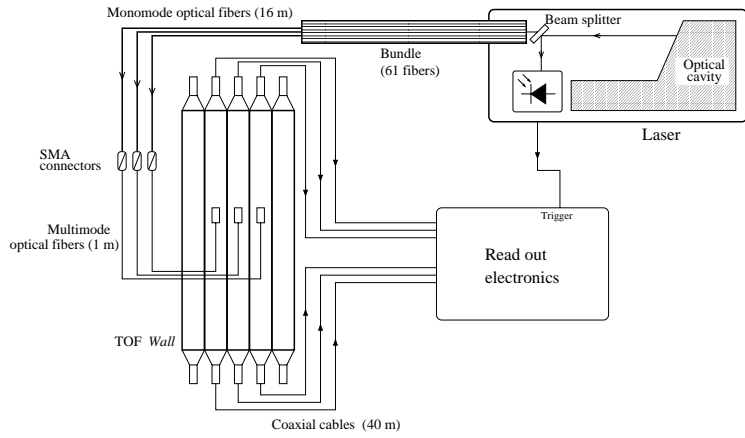 Monomode optical fibers (16 m)
Beam splitter
Bundle
(61 fibers)
Optical
cavity
Laser
SMA
connectors
Trigger
Multimode
optical fibers (1 m)
Read out
electronics
TOF Wall
Coaxial cables (40 m)